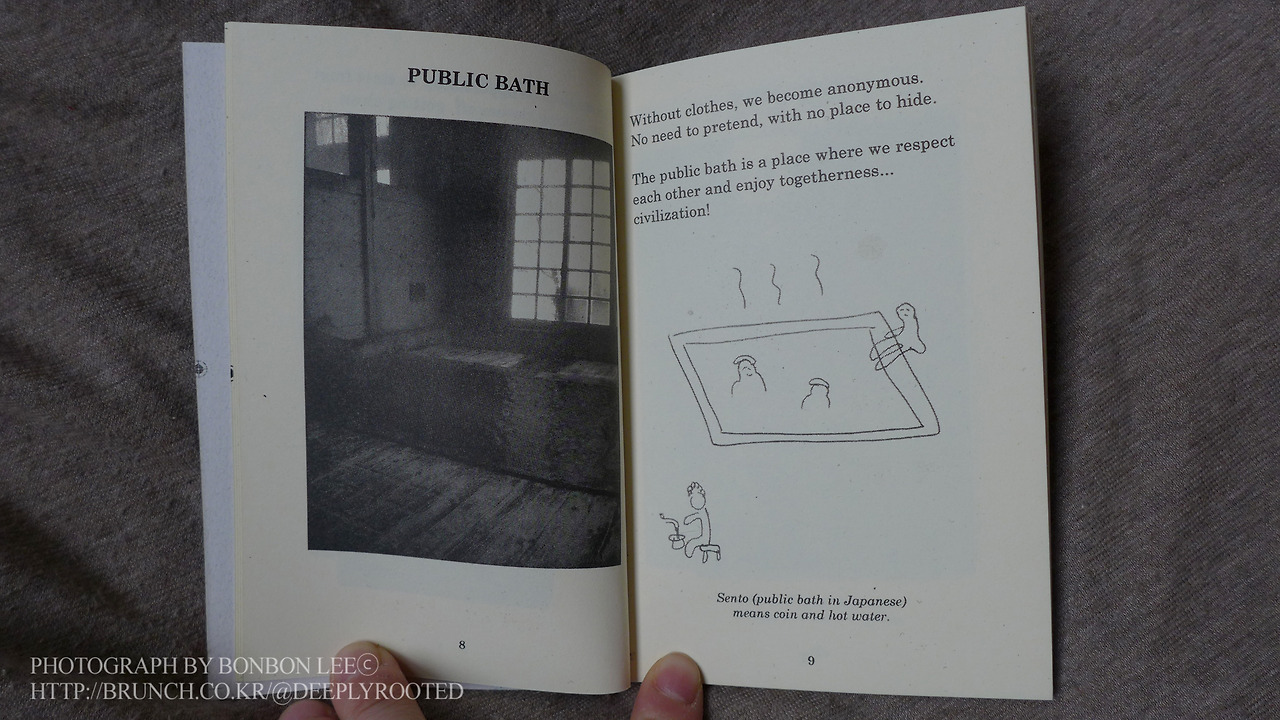 PUBLIC BATH
8
Without clothes, we become anonymous.
No need to pretend, with no place to hide.
The public bath is a place where we respect
each other and enjoy togetherness...
civilization!
Sento (public bath in Japanese)
means coin and hot water.
9
PHOTOGRAPH BY BONBON LEE©
HTTP://BRUNCH.CO.KR/@DEEPLYROOTED